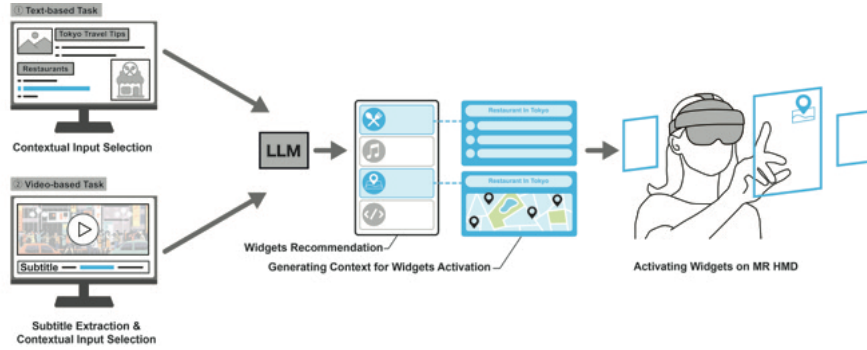 ① Text-based Task
Tokyo Travel Tips
Restaurants
Contextual Input Selection
② Video-based Task
Subtitle
Subtitle Extraction &
Contextual Input Selection
LLM
Widgets Recommendation
Restaurant In Tokyo
Restaurant In Tokyo
Generating Context for Widgets Activation
Activating Widgets on MR HMD